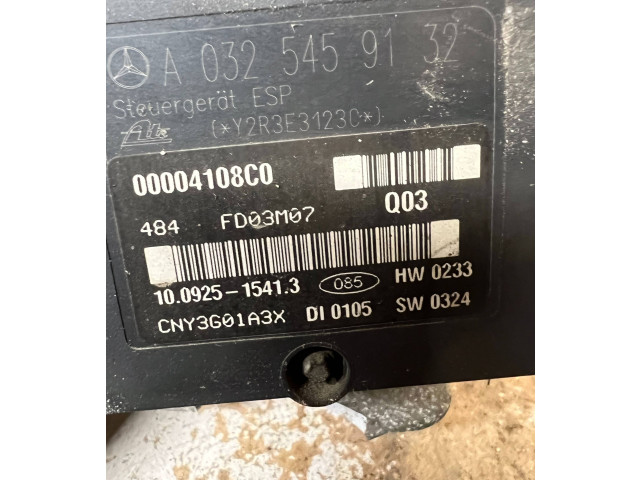 A 032 545 91 32
Steuergerät ESP
Ate (*Y2R3E3123C*)
00004108C0
484 FD03M07 Q03
10.0925-1541.3 085 HW 0233
CNY3G01A3X DI 0105 SW 0324